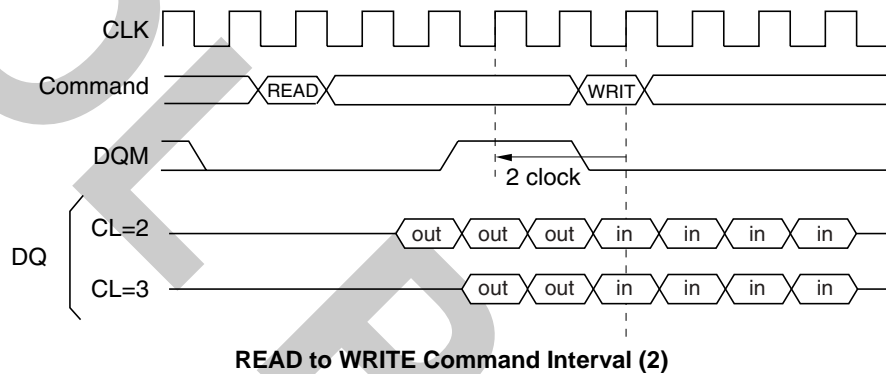 CLK
Command READ WRIT
DQM
2 clock
CL=2 out out out in in in in
DQ
CL=3 out out in in in in
READ to WRITE Command Interval (2)